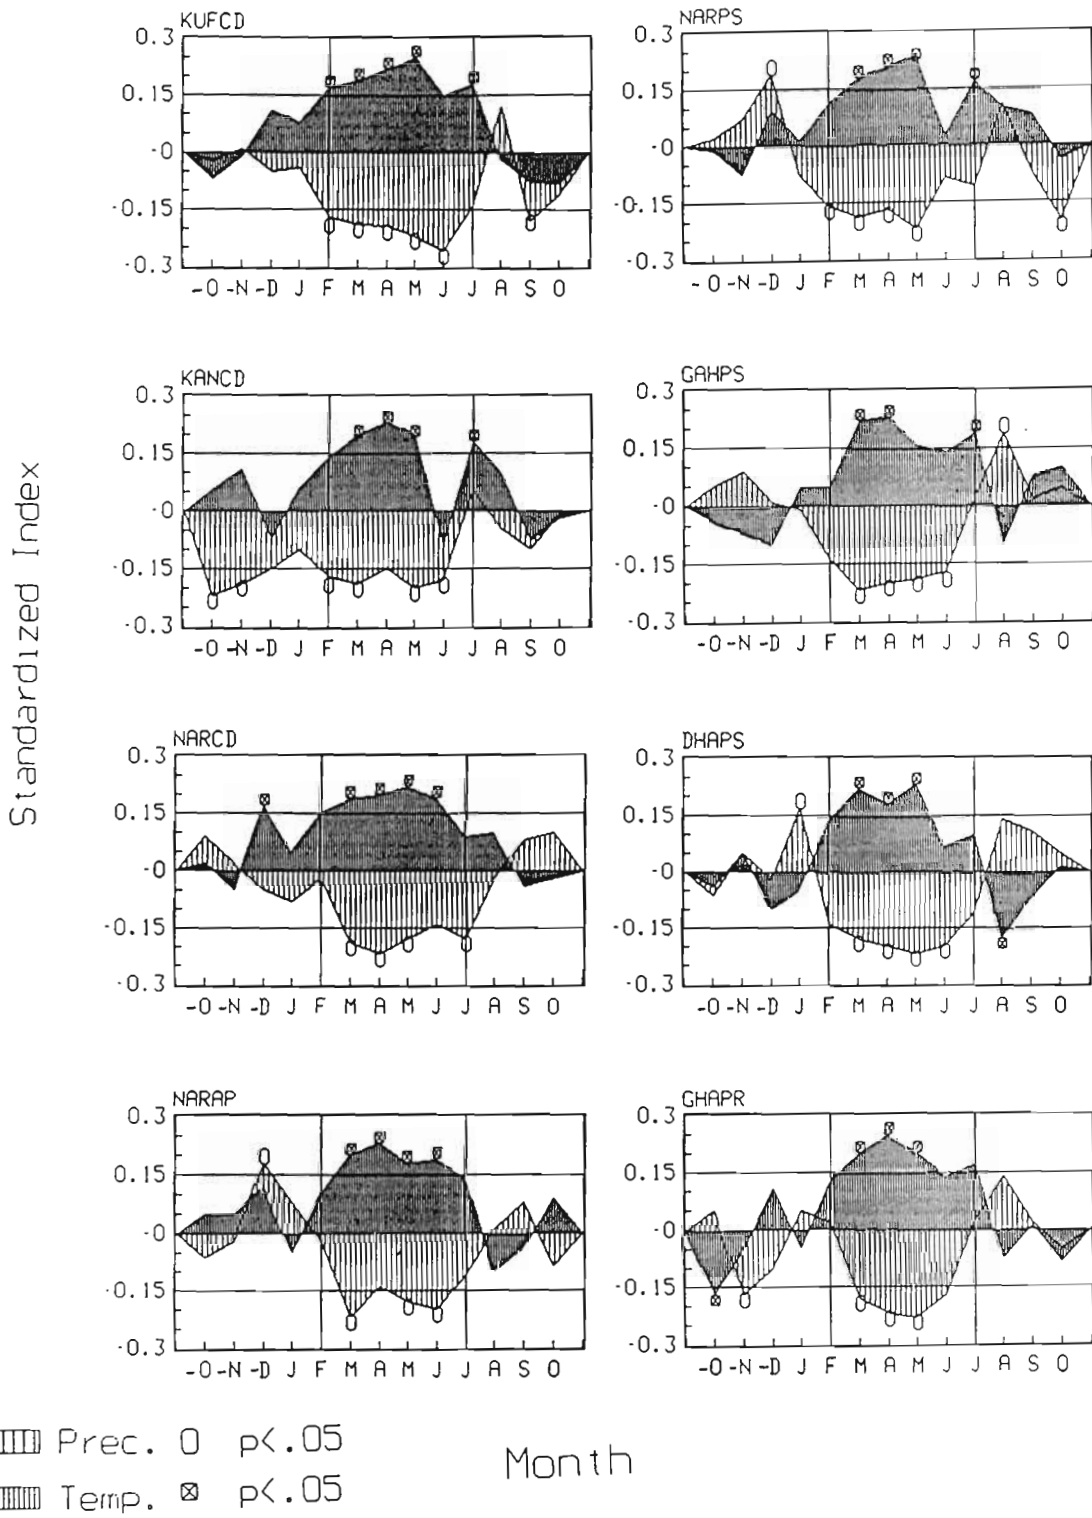 KUFCD
0.3
0.15
-0
-0.15
-0.3
-O -N -D J F M A M J J A S O
NARPS
0.3
0.15
-0
-0.15
-0.3
-O -N -D J F M A M J J A S O
KANCD
0.3
0.15
-0
-0.15
-0.3
-O -N -D J F M A M J J A S O
GAHPS
0.3
0.15
-0
-0.15
-0.3
-O -N -D J F M A M J J A S O
Standardized Index
NARCD
0.3
0.15
-0
-0.15
-0.3
-O -N -D J F M A M J J A S O
DHAPS
0.3
0.15
-0
-0.15
-0.3
-O -N -D J F M A M J J A S O
NARAP
0.3
0.15
-0
-0.15
-0.3
-O -N -D J F M A M J J A S O
GHAPR
0.3
0.15
-0
-0.15
-0.3
-O -N -D J F M A M J J A S O
Prec. O p<.05
Temp. p<.05
Month